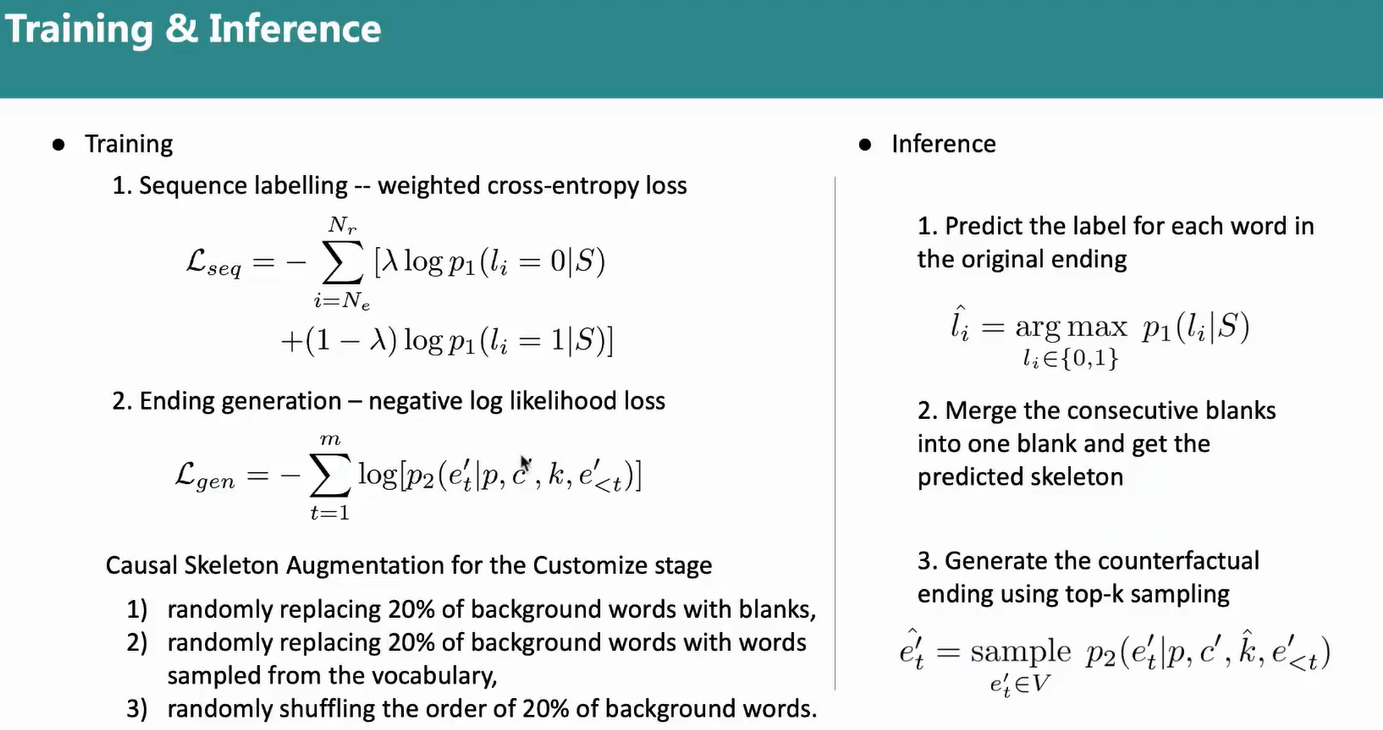 Training & Inference
● Training
1. Sequence labelling -- weighted cross-entropy loss
$\mathcal{L}_{seq} = -\sum_{i=N_e}^{N_r} [\lambda \log p_1(l_i = 0|S)$
$+(1-\lambda) \log p_1(l_i = 1|S)]$
2. Ending generation – negative log likelihood loss
$\mathcal{L}_{gen} = -\sum_{t=1}^{m} \log[p_2(e'_t|p, c', k, e'_{<t})]$
Causal Skeleton Augmentation for the Customize stage
1) randomly replacing 20% of background words with blanks,
2) randomly replacing 20% of background words with words
sampled from the vocabulary,
3) randomly shuffling the order of 20% of background words.
● Inference
1. Predict the label for each word in
the original ending
$\hat{l_i} = \underset{l_i \in \{0,1\}}{\arg\max}\ p_1(l_i|S)$
2. Merge the consecutive blanks
into one blank and get the
predicted skeleton
3. Generate the counterfactual
ending using top-k sampling
$\hat{e'_t} = \underset{e'_t \in V}{\text{sample}}\ p_2(e'_t|p, c', \hat{k}, e'_{<t})$